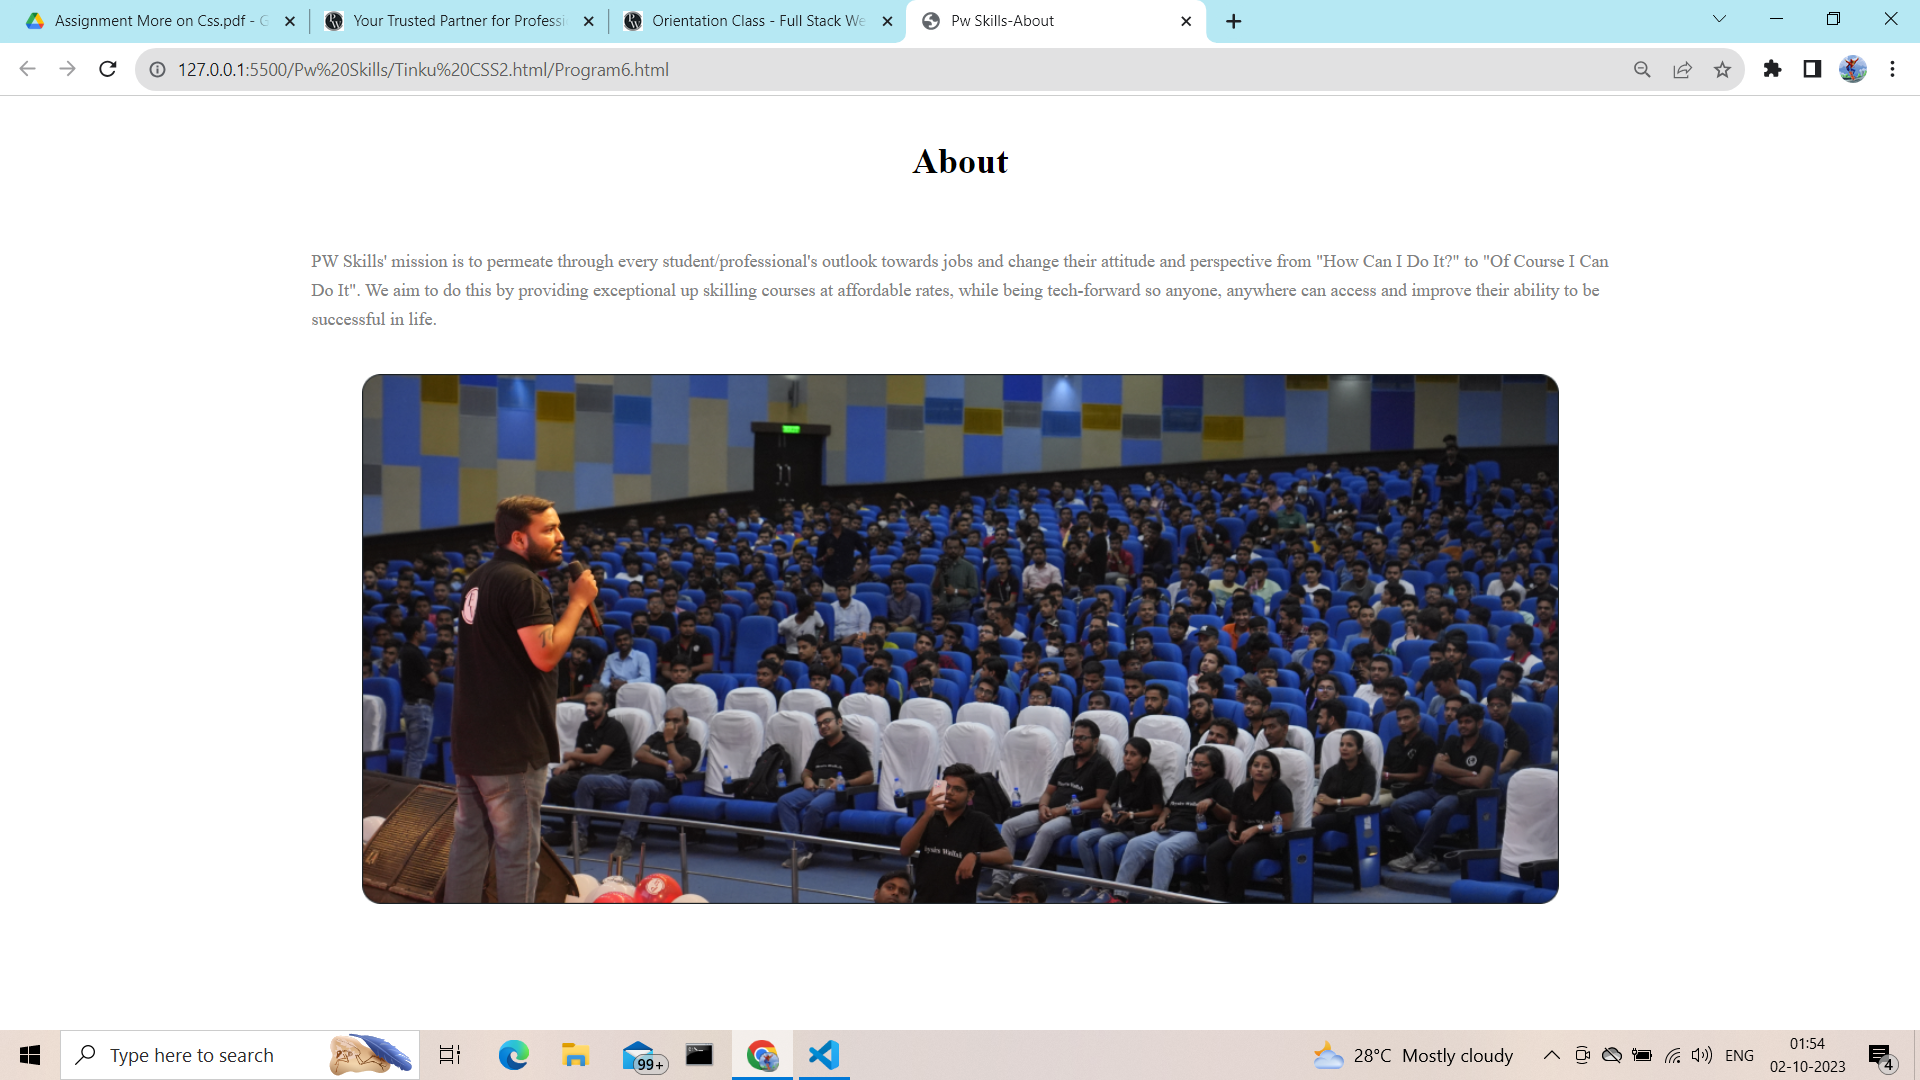 Assignment More on Css.pdf - G
Your Trusted Partner for Professi
Orientation Class - Full Stack We
Pw Skills-About
127.0.0.1:5500/Pw%20Skills/Tinku%20CSS2.html/Program6.html
About
PW Skills' mission is to permeate through every student/professional's outlook towards jobs and change their attitude and perspective from "How Can I Do It?" to "Of Course I Can
Do It". We aim to do this by providing exceptional up skilling courses at affordable rates, while being tech-forward so anyone, anywhere can access and improve their ability to be
successful in life.
Type here to search
99+
28°C Mostly cloudy
ENG
01:54
02-10-2023
4